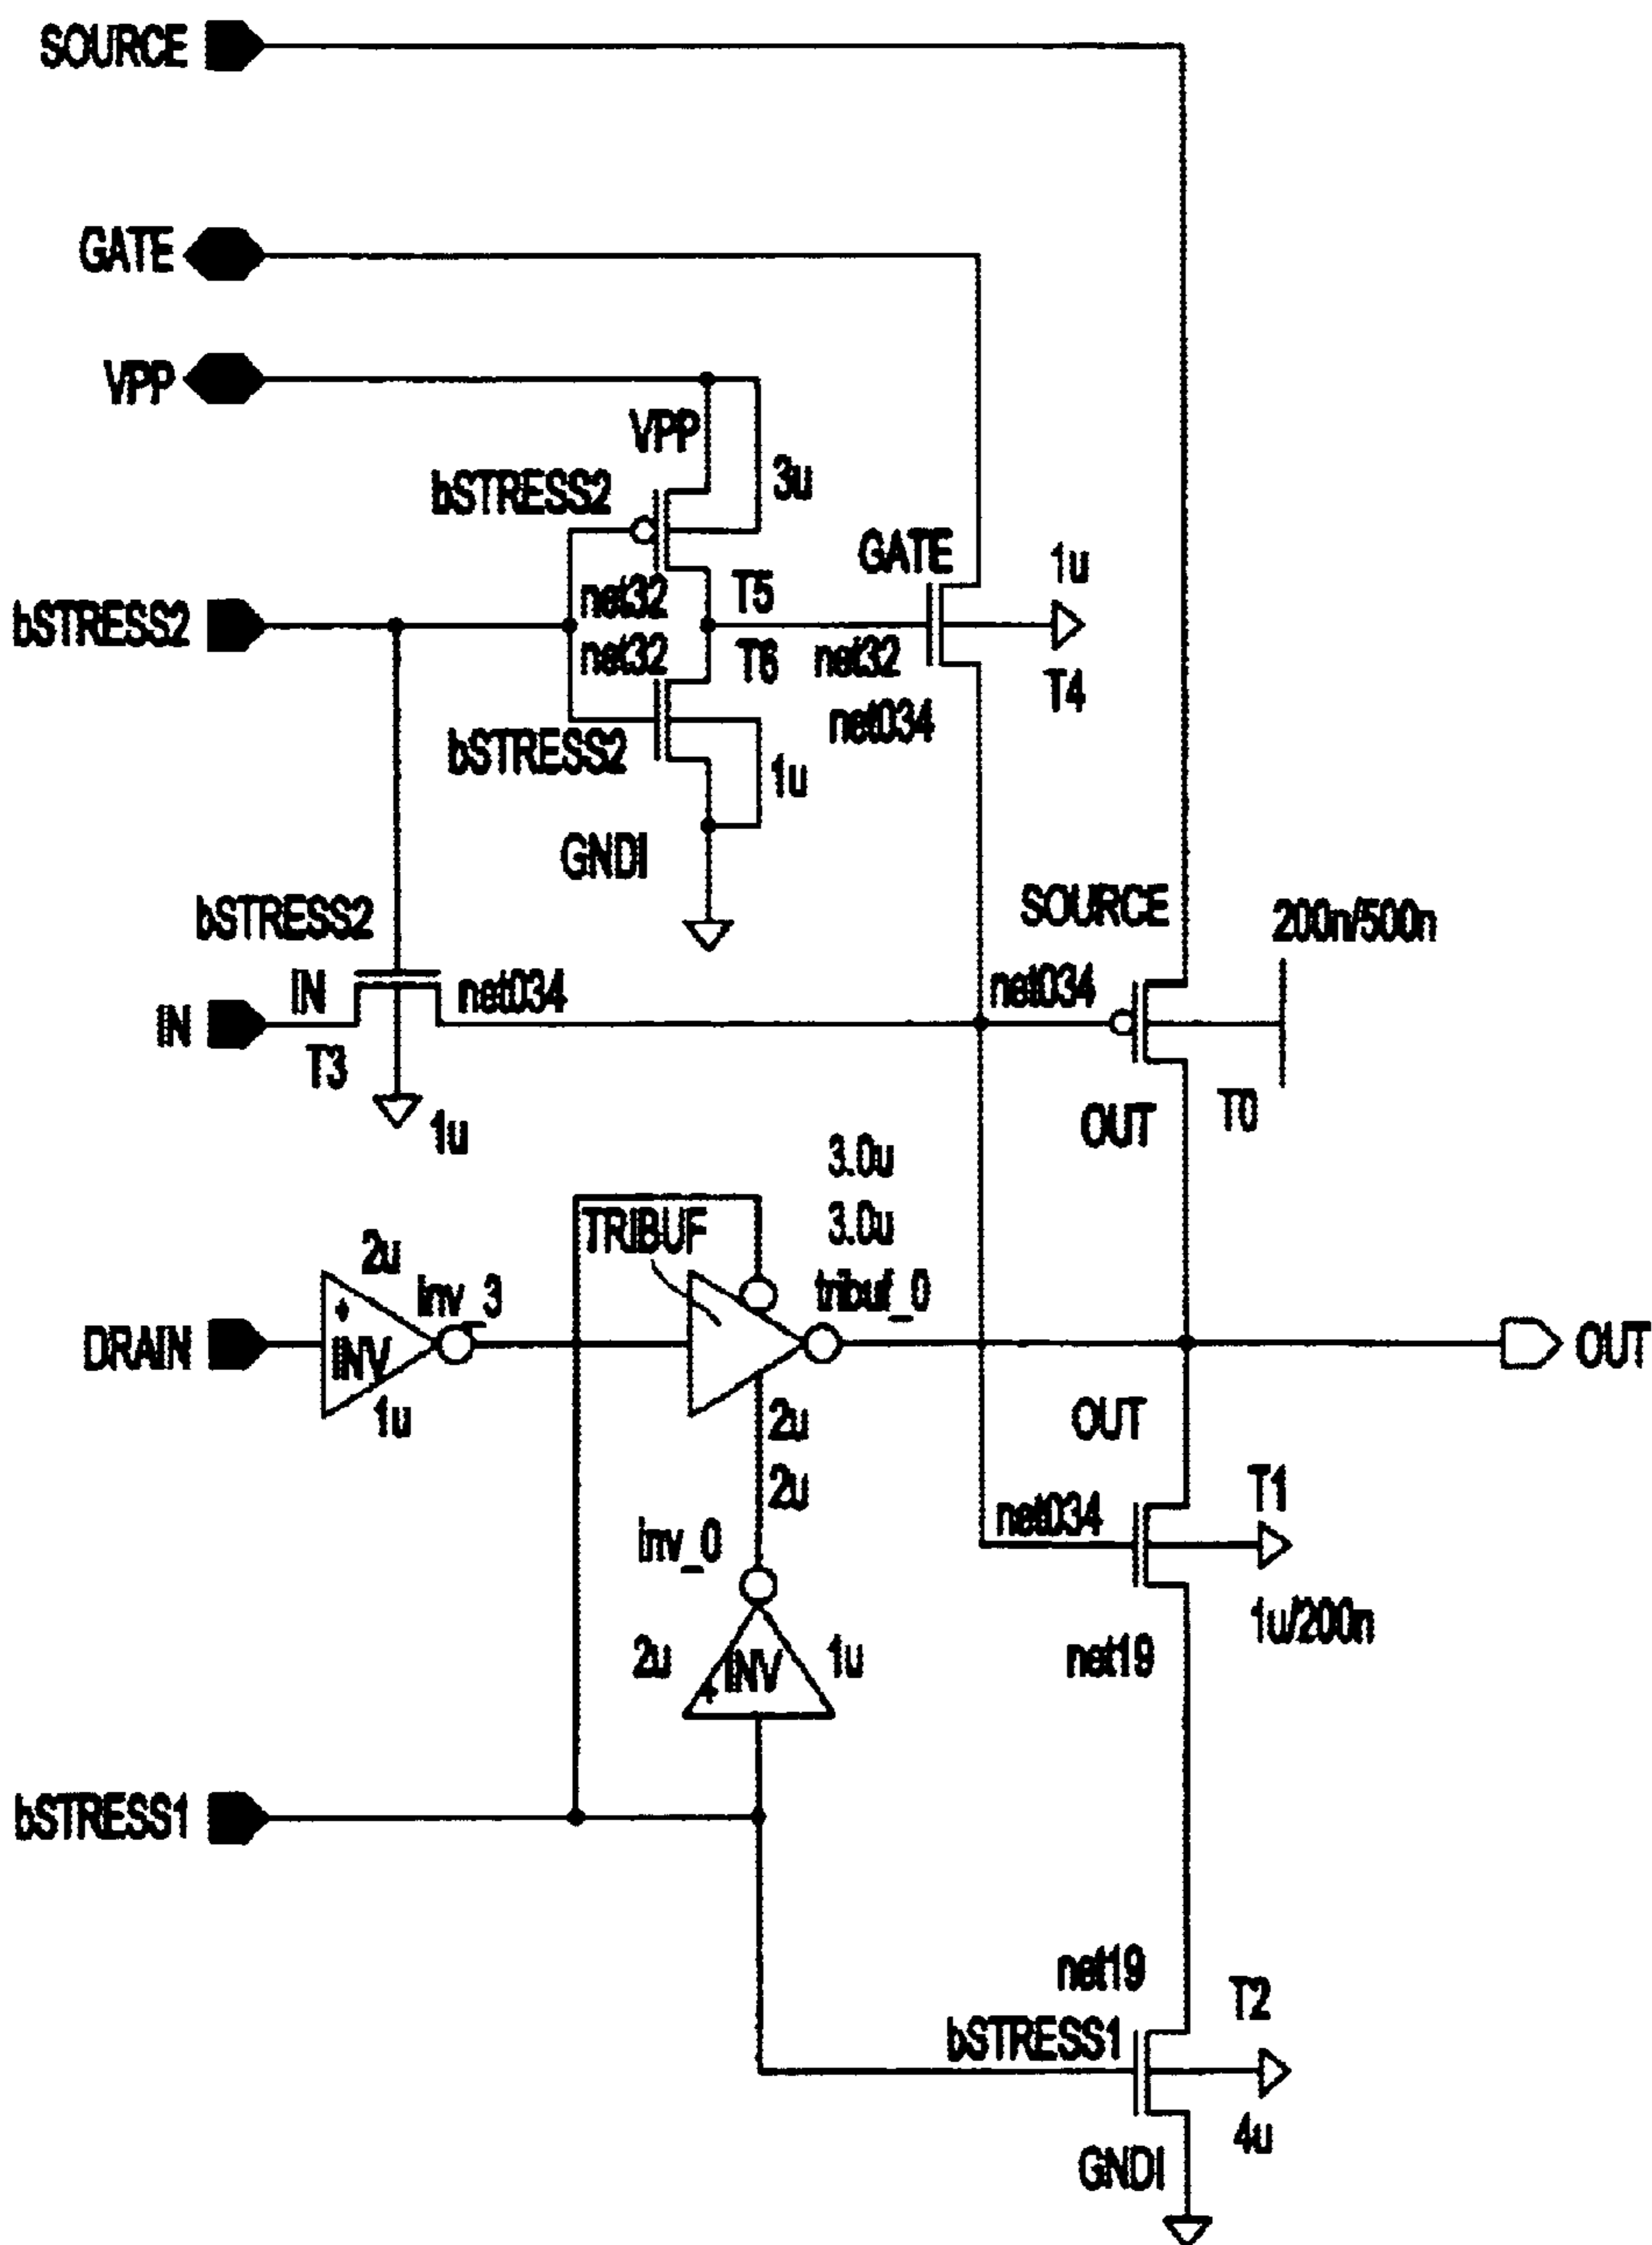 SOURCE
GATE
VPP
VPP
3u
bSTRESS2
GATE
1u
net32
T5
bSTRESS2
net32
T6
net32
T4
net034
bSTRESS2
1u
GNDI
SOURCE
200n/500n
bSTRESS2
IN
net034
net034
IN
T3
1u
OUT
T0
3.0u
3.0u
TRIBUF
2u
inv_3
tribuf_0
DRAIN
INV
OUT
1u
2u
OUT
2u
T1
net034
inv_0
1u/200n
2u
INV
1u
net19
bSTRESS1
net19
T2
bSTRESS1
4u
GNDI